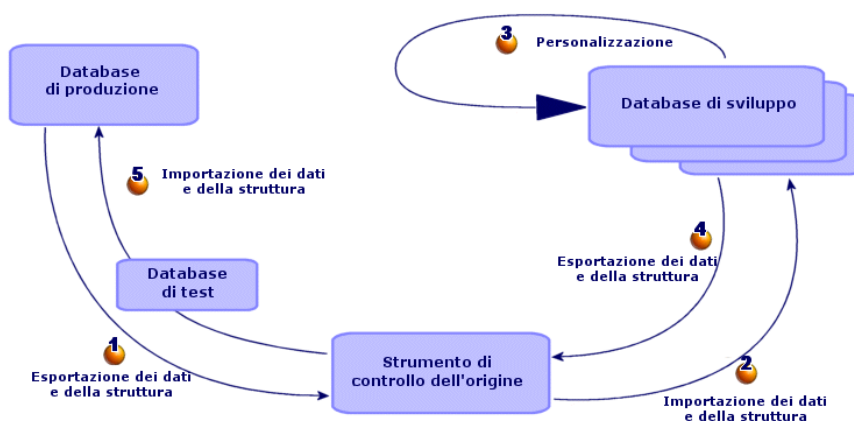 3 Personalizzazione
Database
di produzione
Database di sviluppo
5 Importazione dei dati
e della struttura
4
Esportazione dei dati
e della struttura
Database
di test
1
Esportazione dei dati
e della struttura
Strumento di
controllo dell'origine
2
Importazione dei dati
e della struttura